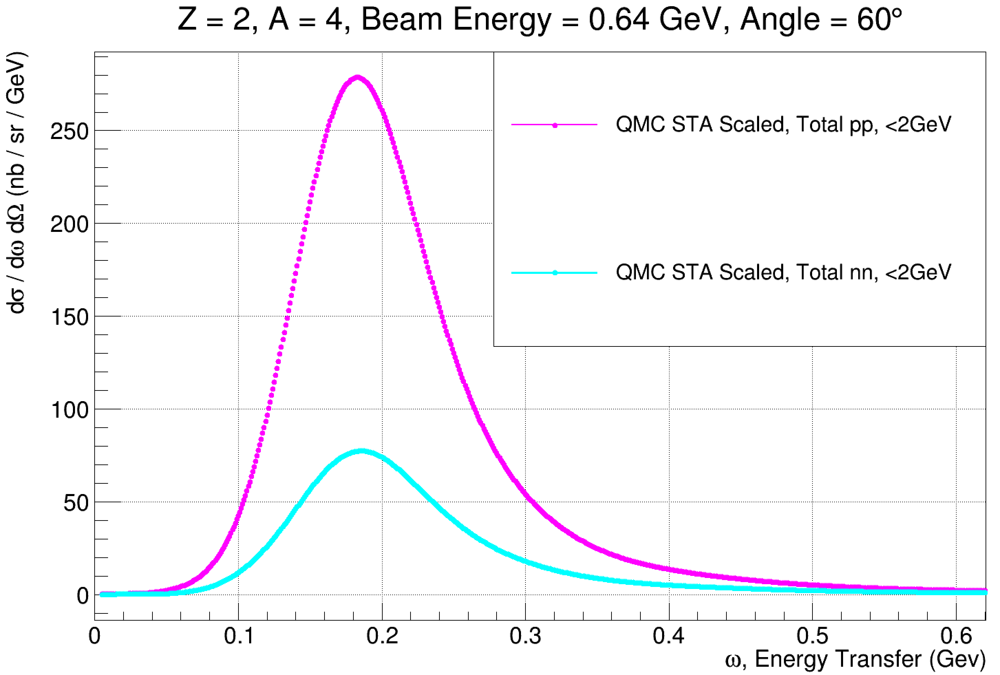 Z = 2, A = 4, Beam Energy = 0.64 GeV, Angle = 60°
dσ / dω dΩ (nb / sr / GeV)
QMC STA Scaled, Total pp, <2GeV
QMC STA Scaled, Total nn, <2GeV
250
200
150
100
50
0
0 0.1 0.2 0.3 0.4 0.5 0.6
ω, Energy Transfer (Gev)